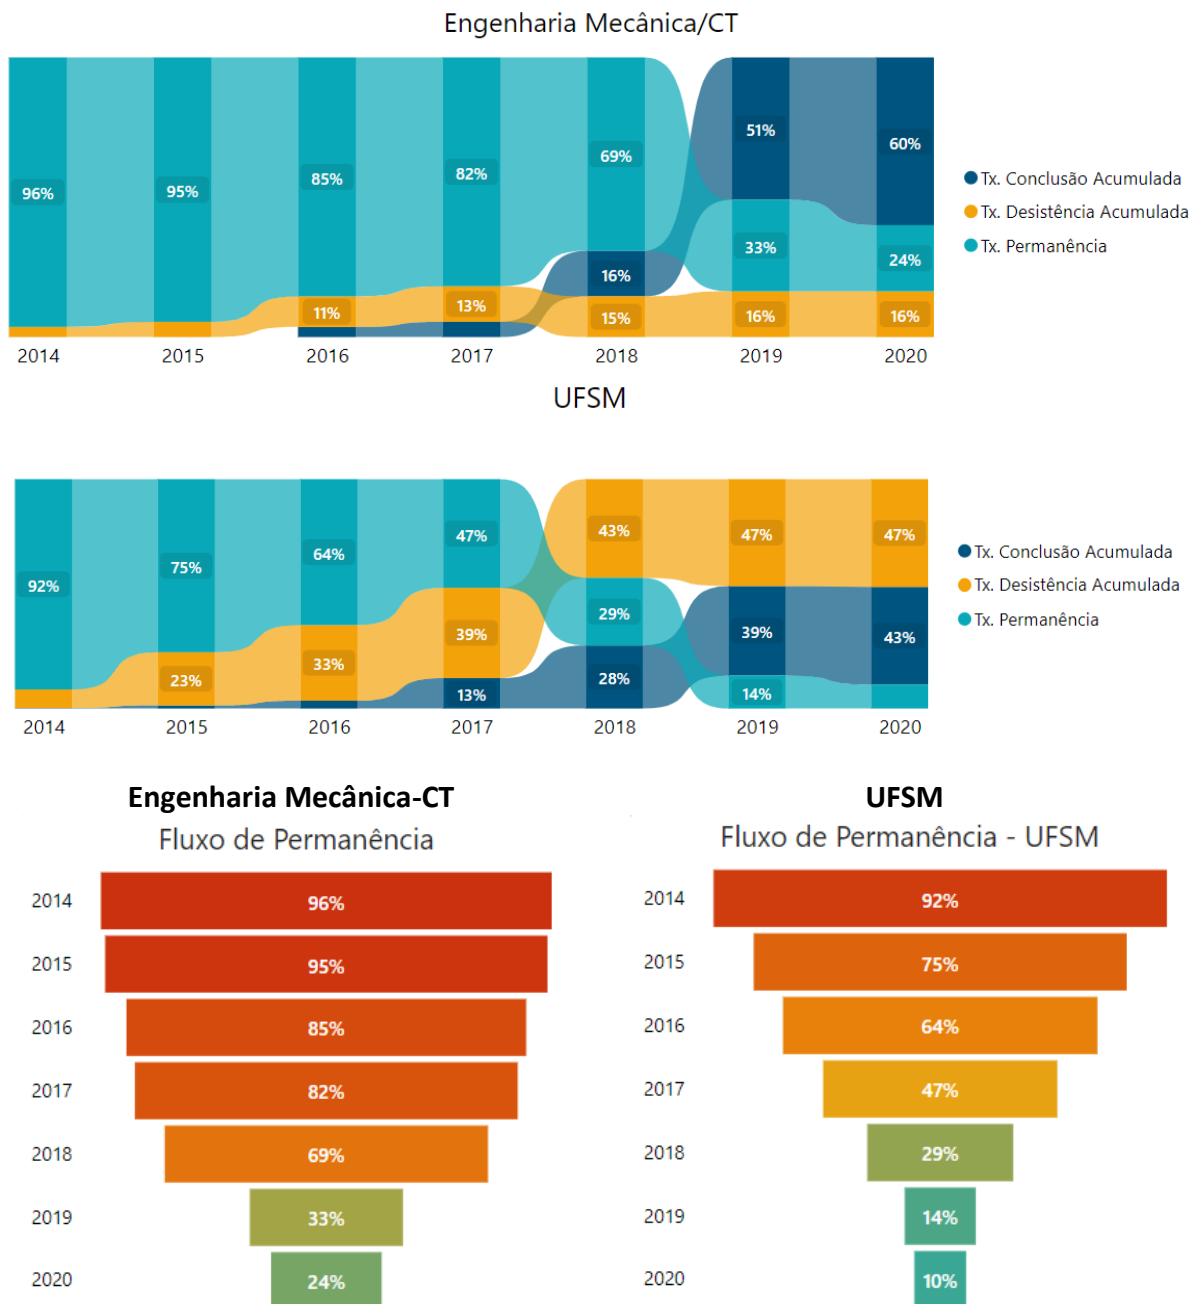 Engenharia Mecânica/CT
96% 95% 85% 82% 69% 51% 60%
11% 13% 16% 33% 24%
15% 16% 16%
2014 2015 2016 2017 2018 2019 2020
Tx. Conclusão Acumulada
Tx. Desistência Acumulada
Tx. Permanência
UFSM
92% 75% 64% 47% 43% 47% 47%
23% 33% 39% 29% 39% 43%
13% 28% 14%
2014 2015 2016 2017 2018 2019 2020
Tx. Conclusão Acumulada
Tx. Desistência Acumulada
Tx. Permanência
Engenharia Mecânica-CT
Fluxo de Permanência
2014 96%
2015 95%
2016 85%
2017 82%
2018 69%
2019 33%
2020 24%
UFSM
Fluxo de Permanência - UFSM
2014 92%
2015 75%
2016 64%
2017 47%
2018 29%
2019 14%
2020 10%